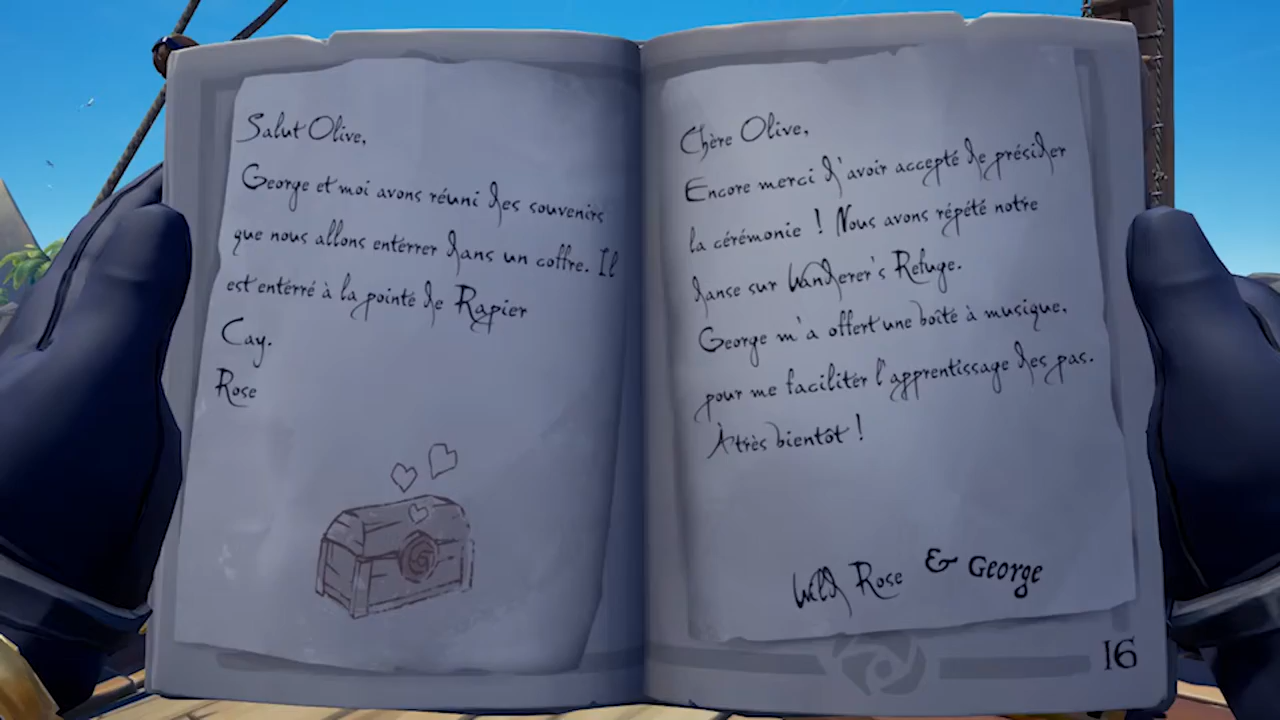 Salut Olive,
George et moi avons réuni des souvenirs
que nous allons enterrer dans un coffre. Il
est enterré à la pointe de Rapier
Cay.
Rose
Chère Olive,
Encore merci d'avoir accepté de présider
la cérémonie ! Nous avons répété notre
danse sur Wanderer's Refuge.
George m'a offert une boîte à musique.
pour me faciliter l'apprentissage des pas.
À très bientôt !
Wild Rose & George
16